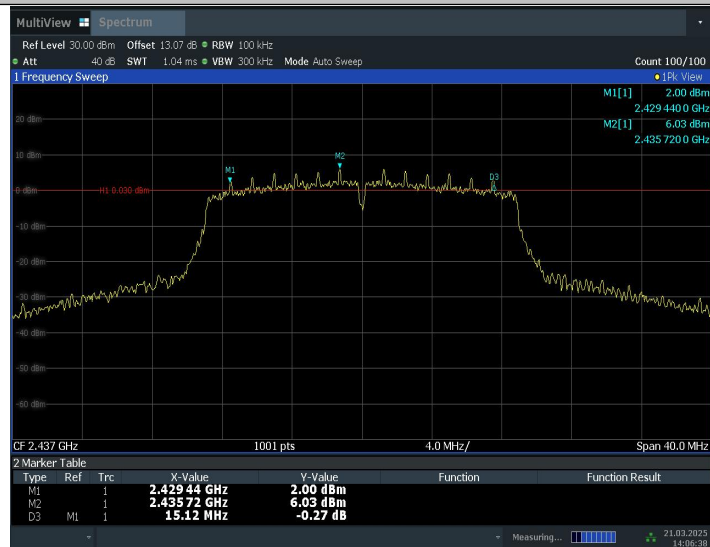 MultiView Spectrum
Ref Level 30.00 dBm Offset 13.07 dB RBW 100 kHz
Att 40 dB SWT 1.04 ms VBW 300 kHz Mode Auto Sweep Count 100/100
1 Frequency Sweep 1Pk View
M1[1] 2.00 dBm
2.429 440 0 GHz
20 dBm M2[1] 6.03 dBm
2.435 720 0 GHz
10 dBm M2
M1 D3
0 dBm H1 0.030 dBm
-10 dBm
-20 dBm
-30 dBm
-40 dBm
-50 dBm
-60 dBm
CF 2.437 GHz 1001 pts 4.0 MHz/ Span 40.0 MHz
2 Marker Table
Type Ref Trc X-Value Y-Value Function Function Result
M1 1 2.429 44 GHz 2.00 dBm
M2 1 2.435 72 GHz 6.03 dBm
D3 M1 1 15.12 MHz -0.27 dB
Measuring... 21.03.2025
14:06:38